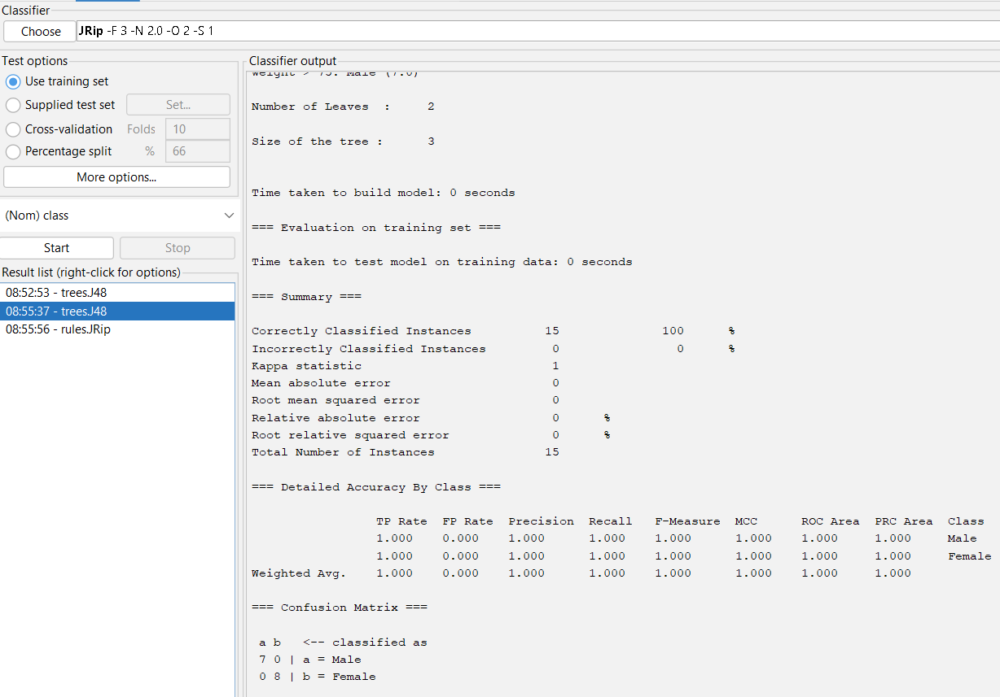 Classifier
Choose JRip -F 3 -N 2.0 -O 2 -S 1
Test options
Use training set
Supplied test set Set...
Cross-validation Folds 10
Percentage split % 66
More options...
(Nom) class
Start Stop
Result list (right-click for options)
08:52:53 - trees.J48
08:55:37 - trees.J48
08:55:56 - rules.JRip
Classifier output
weight > 75: Male (7.0)
Number of Leaves : 2
Size of the tree : 3
Time taken to build model: 0 seconds
=== Evaluation on training set ===
Time taken to test model on training data: 0 seconds
=== Summary ===
Correctly Classified Instances 15 100 %
Incorrectly Classified Instances 0 0 %
Kappa statistic 1
Mean absolute error 0
Root mean squared error 0
Relative absolute error 0 %
Root relative squared error 0 %
Total Number of Instances 15
=== Detailed Accuracy By Class ===
TP Rate FP Rate Precision Recall F-Measure MCC ROC Area PRC Area Class
1.000 0.000 1.000 1.000 1.000 1.000 1.000 1.000 Male
1.000 0.000 1.000 1.000 1.000 1.000 1.000 1.000 Female
Weighted Avg. 1.000 0.000 1.000 1.000 1.000 1.000 1.000 1.000
=== Confusion Matrix ===
a b <-- classified as
7 0 | a = Male
0 8 | b = Female